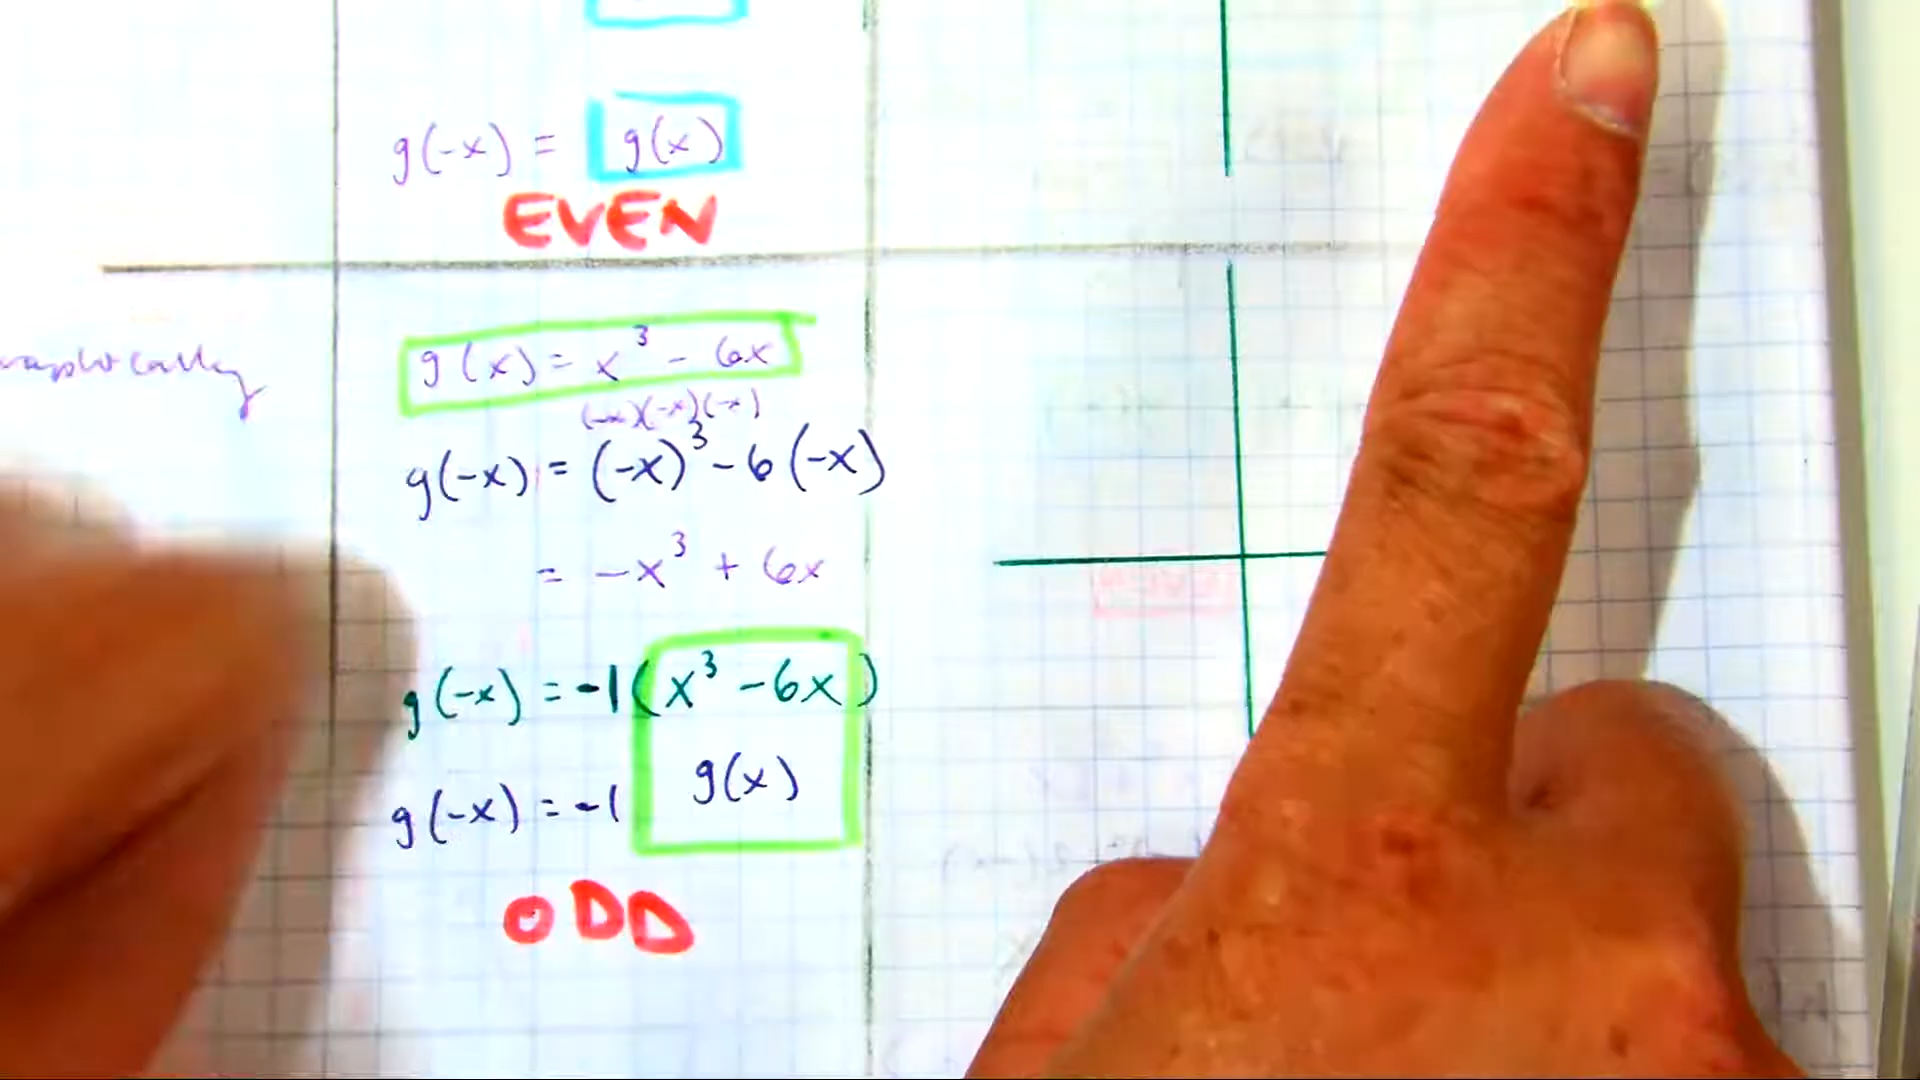 g(-x) = g(x)
EVEN
g(x) = x³ - 6x
(-x)(-x)(-x)
g(-x) = (-x)³ - 6(-x)
= -x³ + 6x
g(-x) = -1(x³ - 6x)
g(-x) = -1 g(x)
ODD